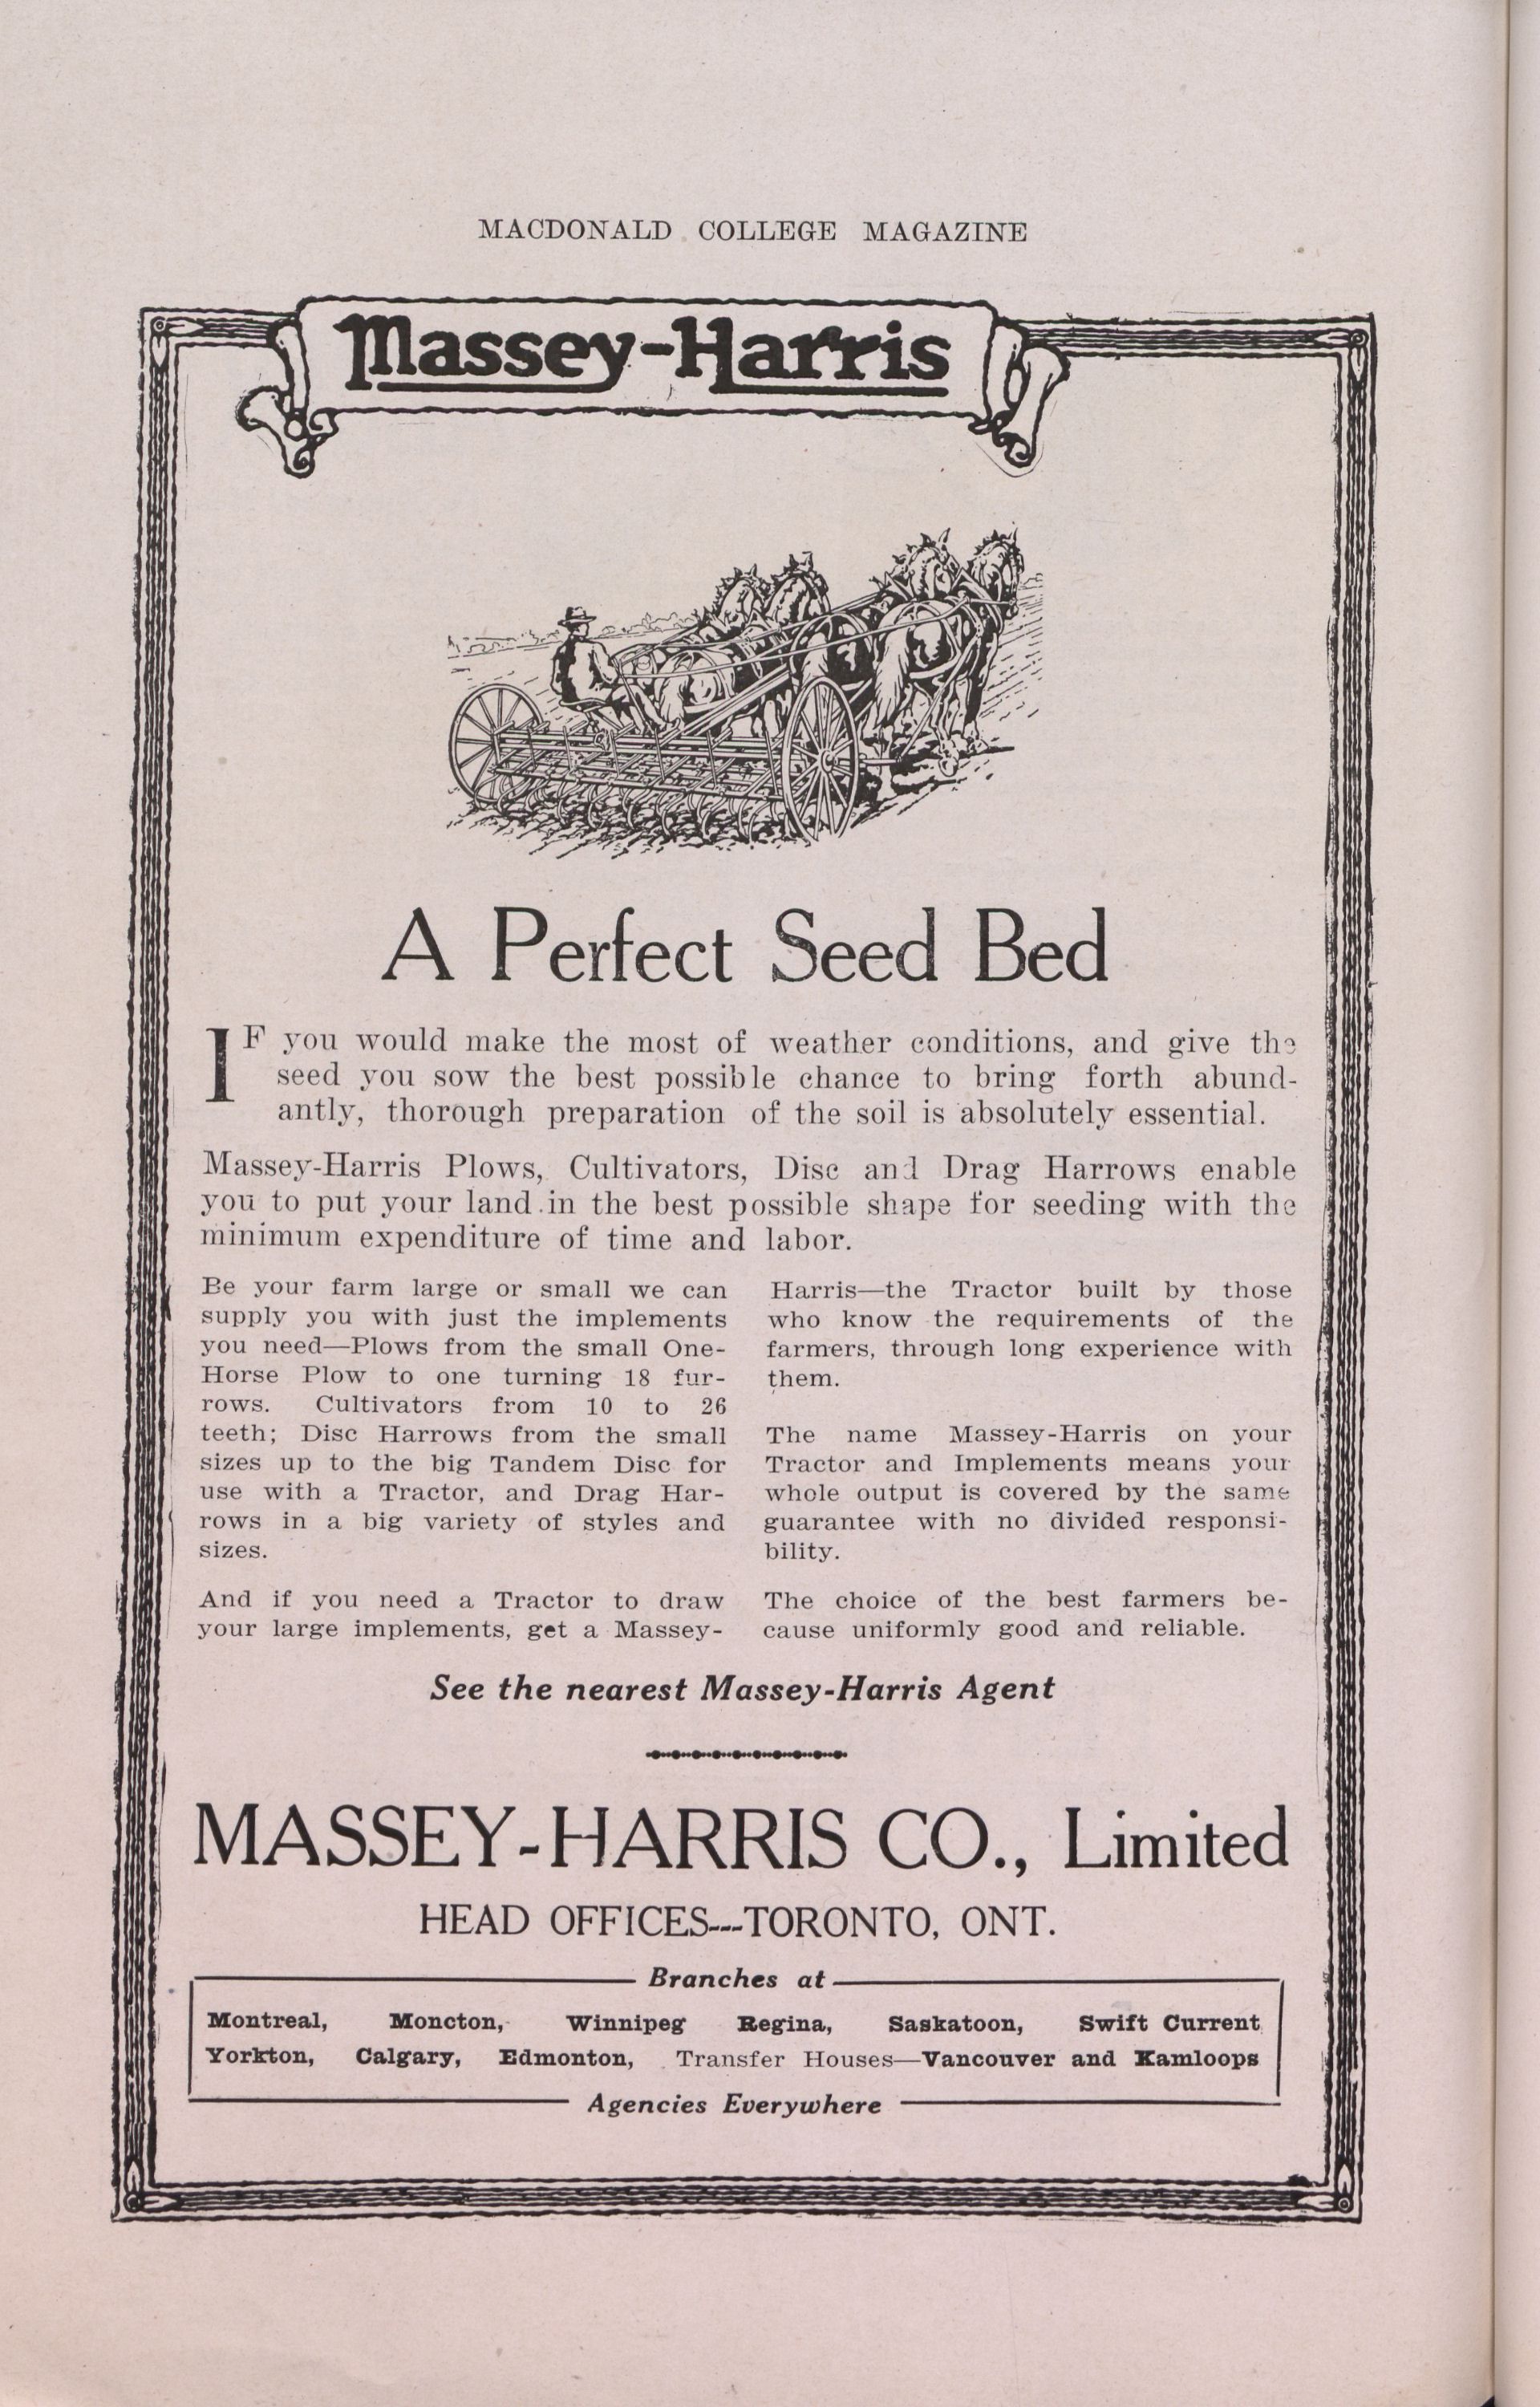 MACDONALD COLLEGE MAGAZINE
Massey-Harris
A Perfect Seed Bed
IF you would make the most of weather conditions, and give the
seed you sow the best possible chance to bring forth abund-
antly, thorough preparation of the soil is absolutely essential.
Massey-Harris Plows, Cultivators, Disc and Drag Harrows enable
you to put your land in the best possible shape for seeding with the
minimum expenditure of time and labor.
Be your farm large or small we can
supply you with just the implements
you need—Plows from the small One-
Horse Plow to one turning 18 fur-
rows. Cultivators from 10 to 26
teeth; Disc Harrows from the small
sizes up to the big Tandem Disc for
use with a Tractor, and Drag Har-
rows in a big variety of styles and
sizes.
And if you need a Tractor to draw
your large implements, get a Massey-
Harris—the Tractor built by those
who know the requirements of the
farmers, through long experience with
them.
The name Massey-Harris on your
Tractor and Implements means your
whole output is covered by the same
guarantee with no divided responsi-
bility.
The choice of the best farmers be-
cause uniformly good and reliable.
See the nearest Massey-Harris Agent
MASSEY-HARRIS CO., Limited
HEAD OFFICES---TORONTO, ONT.
Branches at
Montreal, Moncton, Winnipeg Regina, Saskatoon, Swift Current
Yorkton, Calgary, Edmonton, Transfer Houses—Vancouver and Kamloops
Agencies Everywhere